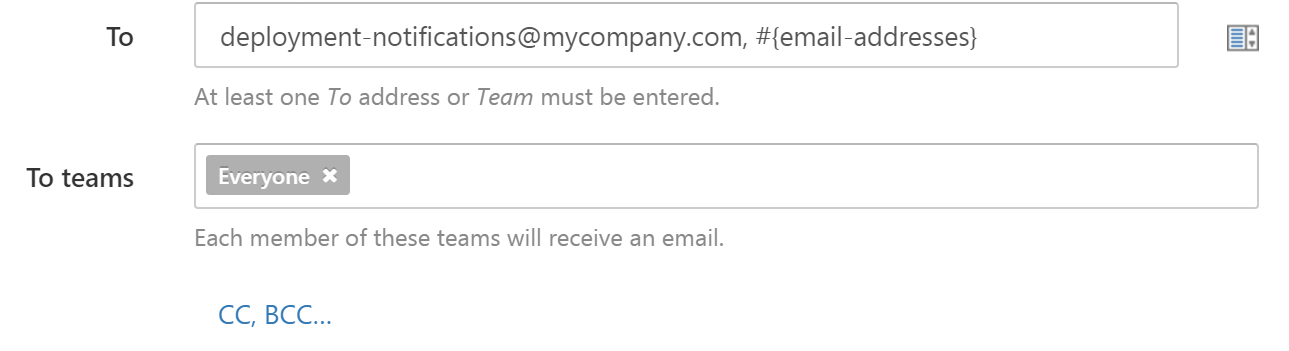 To deployment-notifications@mycompany.com, #{email-addresses}
At least one To address or Team must be entered.
To teams Everyone ✖
Each member of these teams will receive an email.
CC, BCC...